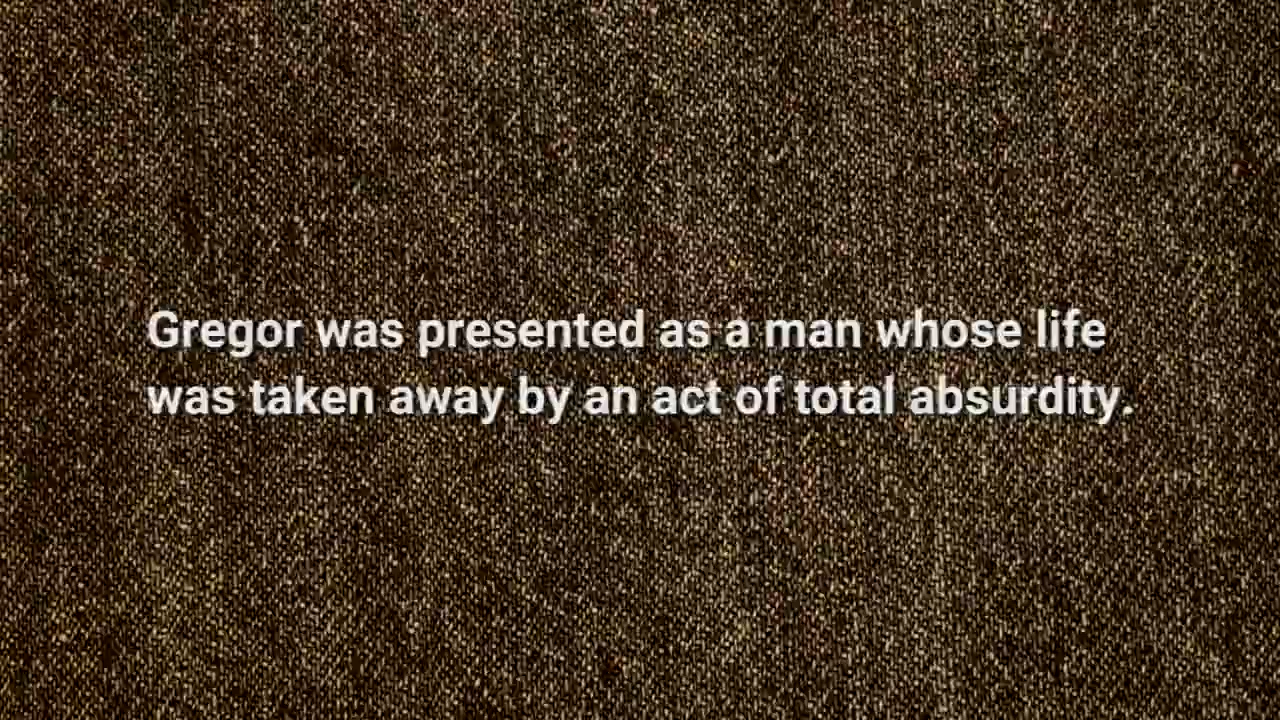 Gregor was presented as a man whose life
was taken away by an act of total absurdity.